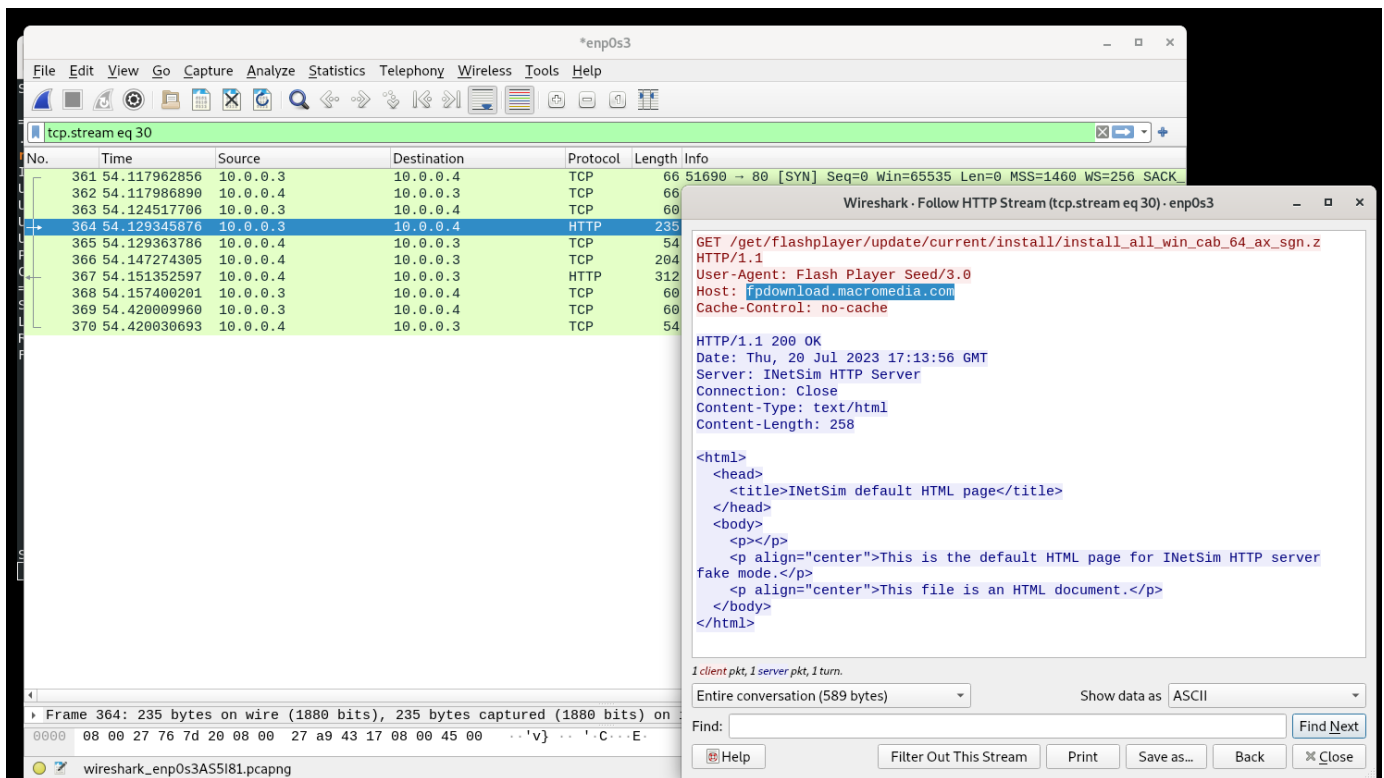 *enp0s3
File Edit View Go Capture Analyze Statistics Telephony Wireless Tools Help
tcp.stream eq 30
No. Time Source Destination Protocol Length Info
361 54.117962856 10.0.0.3 10.0.0.4 TCP 66 51690 → 80 [SYN] Seq=0 Win=65535 Len=0 MSS=1460 WS=256 SACK_
362 54.117986890 10.0.0.4 10.0.0.3 TCP 66
363 54.124517706 10.0.0.3 10.0.0.4 TCP 60
364 54.129345876 10.0.0.3 10.0.0.4 HTTP 235
365 54.129363786 10.0.0.4 10.0.0.3 TCP 54
366 54.147274305 10.0.0.4 10.0.0.3 TCP 204
367 54.151352597 10.0.0.4 10.0.0.3 HTTP 312
368 54.157400201 10.0.0.3 10.0.0.4 TCP 60
369 54.420009960 10.0.0.3 10.0.0.4 TCP 60
370 54.420030693 10.0.0.4 10.0.0.3 TCP 54
Frame 364: 235 bytes on wire (1880 bits), 235 bytes captured (1880 bits) on
0000 08 00 27 76 7d 20 08 00 27 a9 43 17 08 00 45 00 ··'v} ·· '·C···E·
wireshark_enp0s3AS5I81.pcapng
Wireshark · Follow HTTP Stream (tcp.stream eq 30) · enp0s3
GET /get/flashplayer/update/current/install/install_all_win_cab_64_ax_sgn.z
HTTP/1.1
User-Agent: Flash Player Seed/3.0
Host: fpdownload.macromedia.com
Cache-Control: no-cache
HTTP/1.1 200 OK
Date: Thu, 20 Jul 2023 17:13:56 GMT
Server: INetSim HTTP Server
Connection: Close
Content-Type: text/html
Content-Length: 258
<html>
<head>
<title>INetSim default HTML page</title>
</head>
<body>
<p></p>
<p align="center">This is the default HTML page for INetSim HTTP server
fake mode.</p>
<p align="center">This file is an HTML document.</p>
</body>
</html>
1 client pkt, 1 server pkt, 1 turn.
Entire conversation (589 bytes) Show data as ASCII
Find: Find Next
Help Filter Out This Stream Print Save as... Back Close